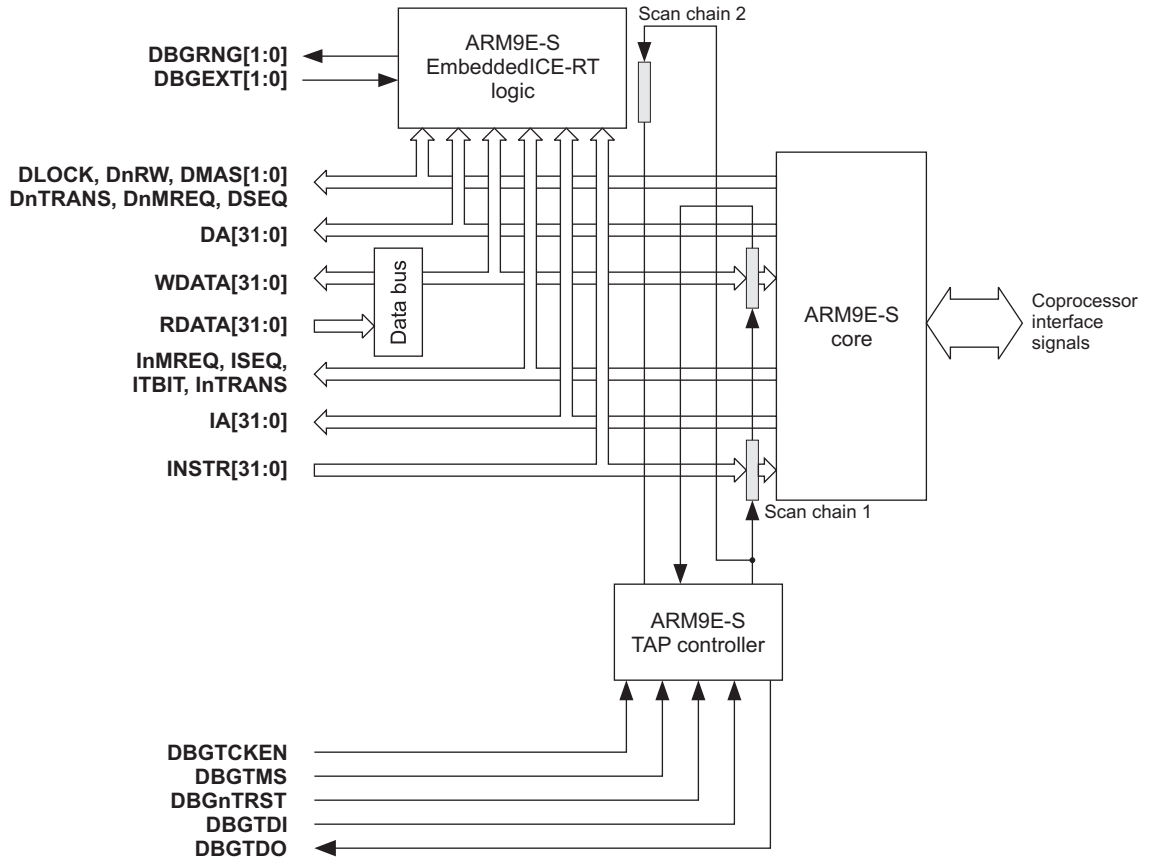 Scan chain 2
ARM9E-S
EmbeddedICE-RT
logic
DBGRNG[1:0]
DBGEXT[1:0]
DLOCK, DnRW, DMAS[1:0]
DnTRANS, DnMREQ, DSEQ
DA[31:0]
WDATA[31:0]
RDATA[31:0]
Data bus
InMREQ, ISEQ,
ITBIT, InTRANS
IA[31:0]
INSTR[31:0]
ARM9E-S
core
Coprocessor
interface
signals
Scan chain 1
ARM9E-S
TAP controller
DBGTCKEN
DBGTMS
DBGnTRST
DBGTDI
DBGTDO